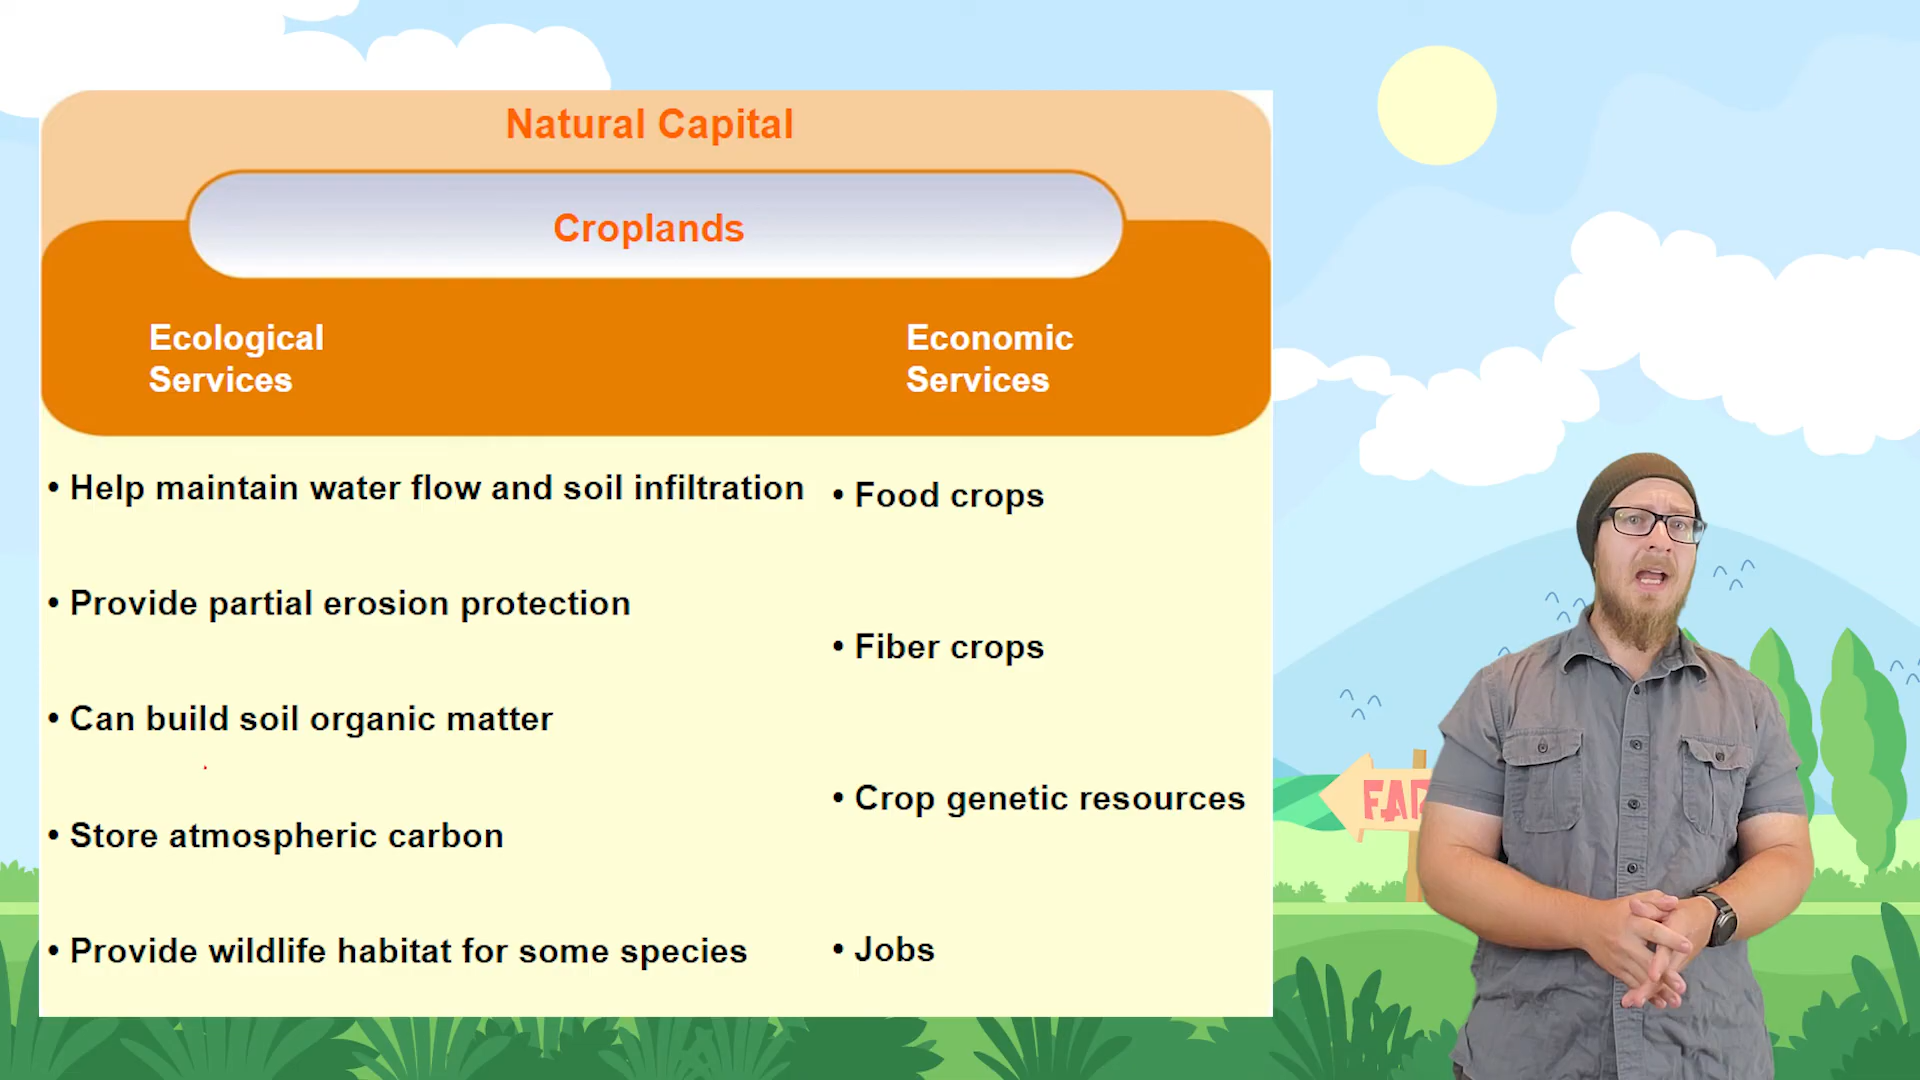 Natural Capital
Croplands
Ecological
Services
Economic
Services
• Help maintain water flow and soil infiltration
• Provide partial erosion protection
• Can build soil organic matter
• Store atmospheric carbon
• Provide wildlife habitat for some species
• Food crops
• Fiber crops
• Crop genetic resources
• Jobs